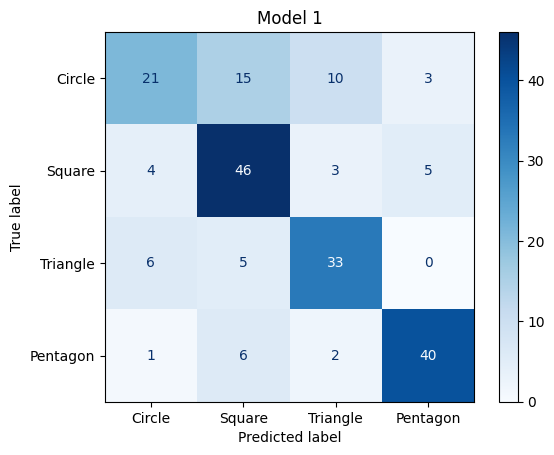 Model 1
Circle 21 15 10 3
Square 4 46 3 5
Triangle 6 5 33 0
Pentagon 1 6 2 40
Circle Square Triangle Pentagon
Predicted label
True label
40
30
20
10
0